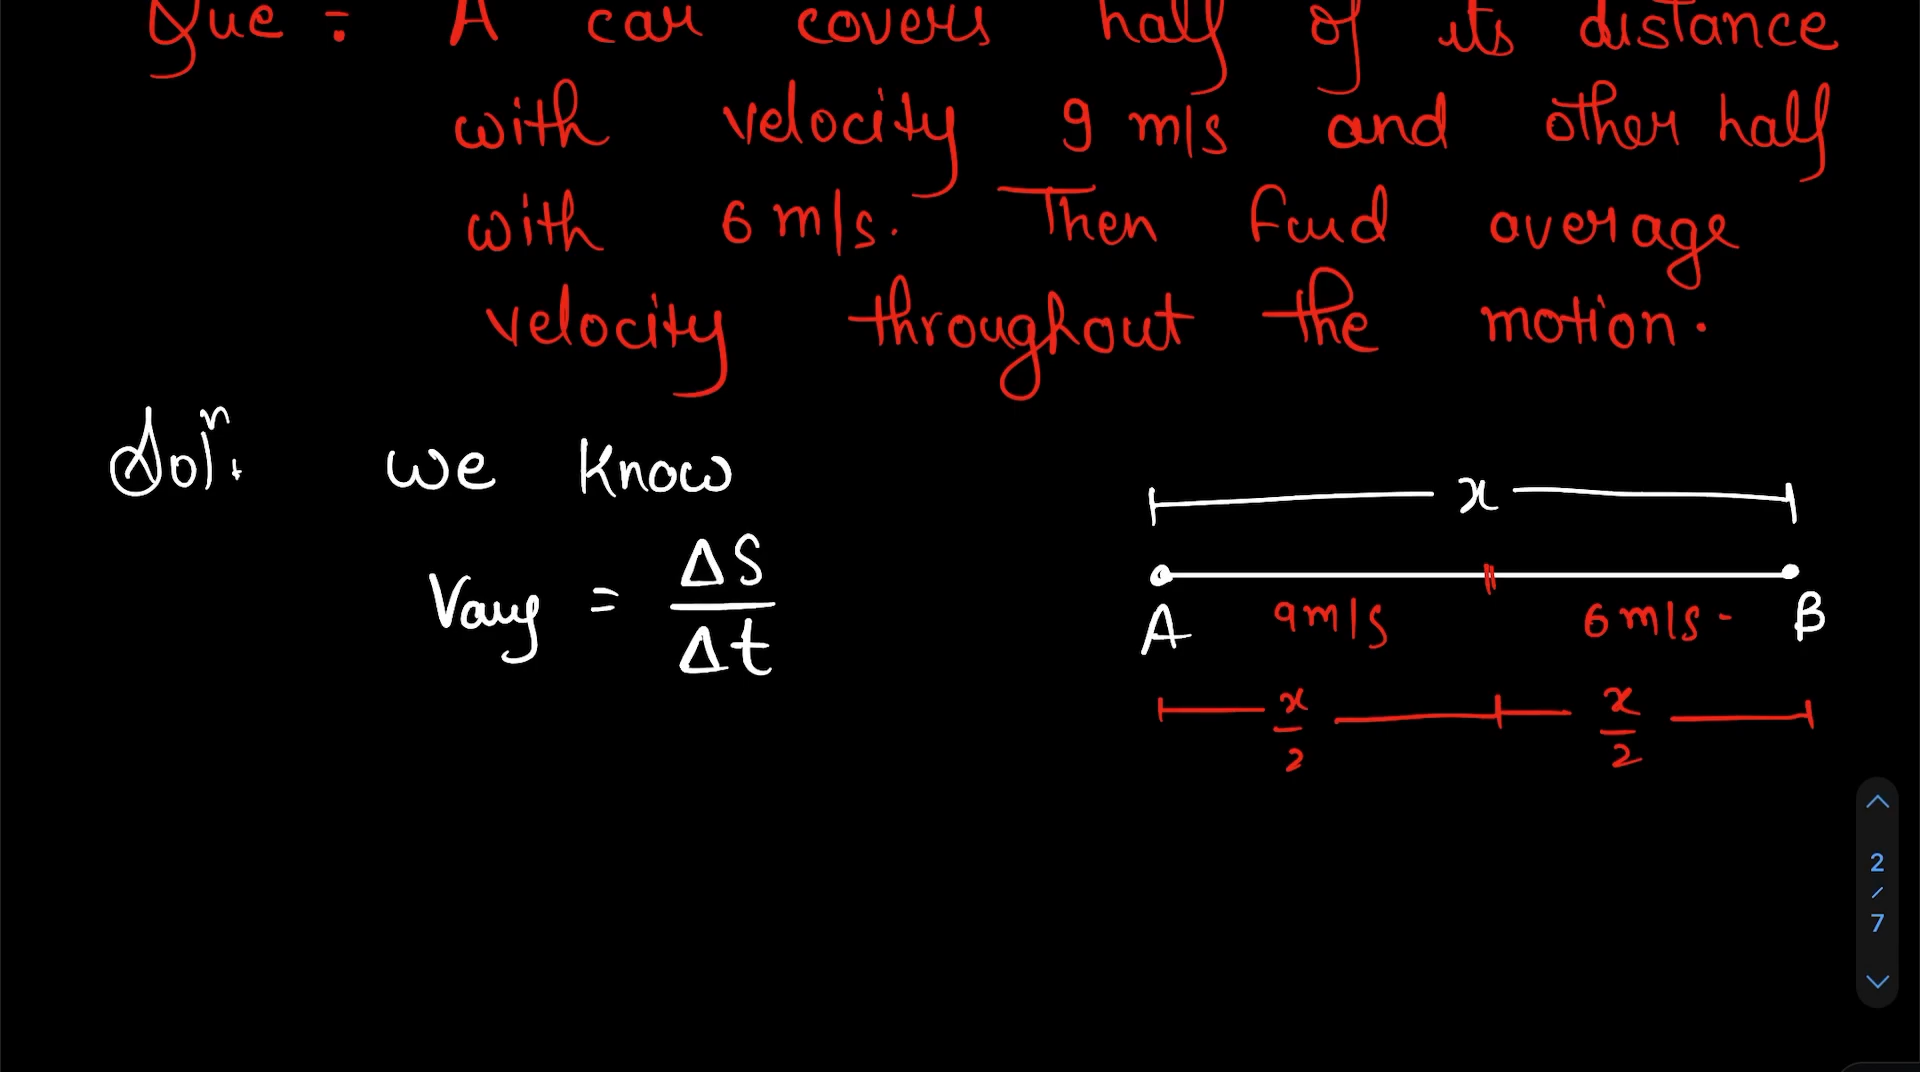 Que : A car covers half of its distance
with velocity 9 m/s and other half
with 6 m/s. Then find average
velocity throughout the motion.
Solⁿ: we know
x
Vavg = ΔS/Δt
A 9m/s 6m/s B
x/2 x/2
2
/
7